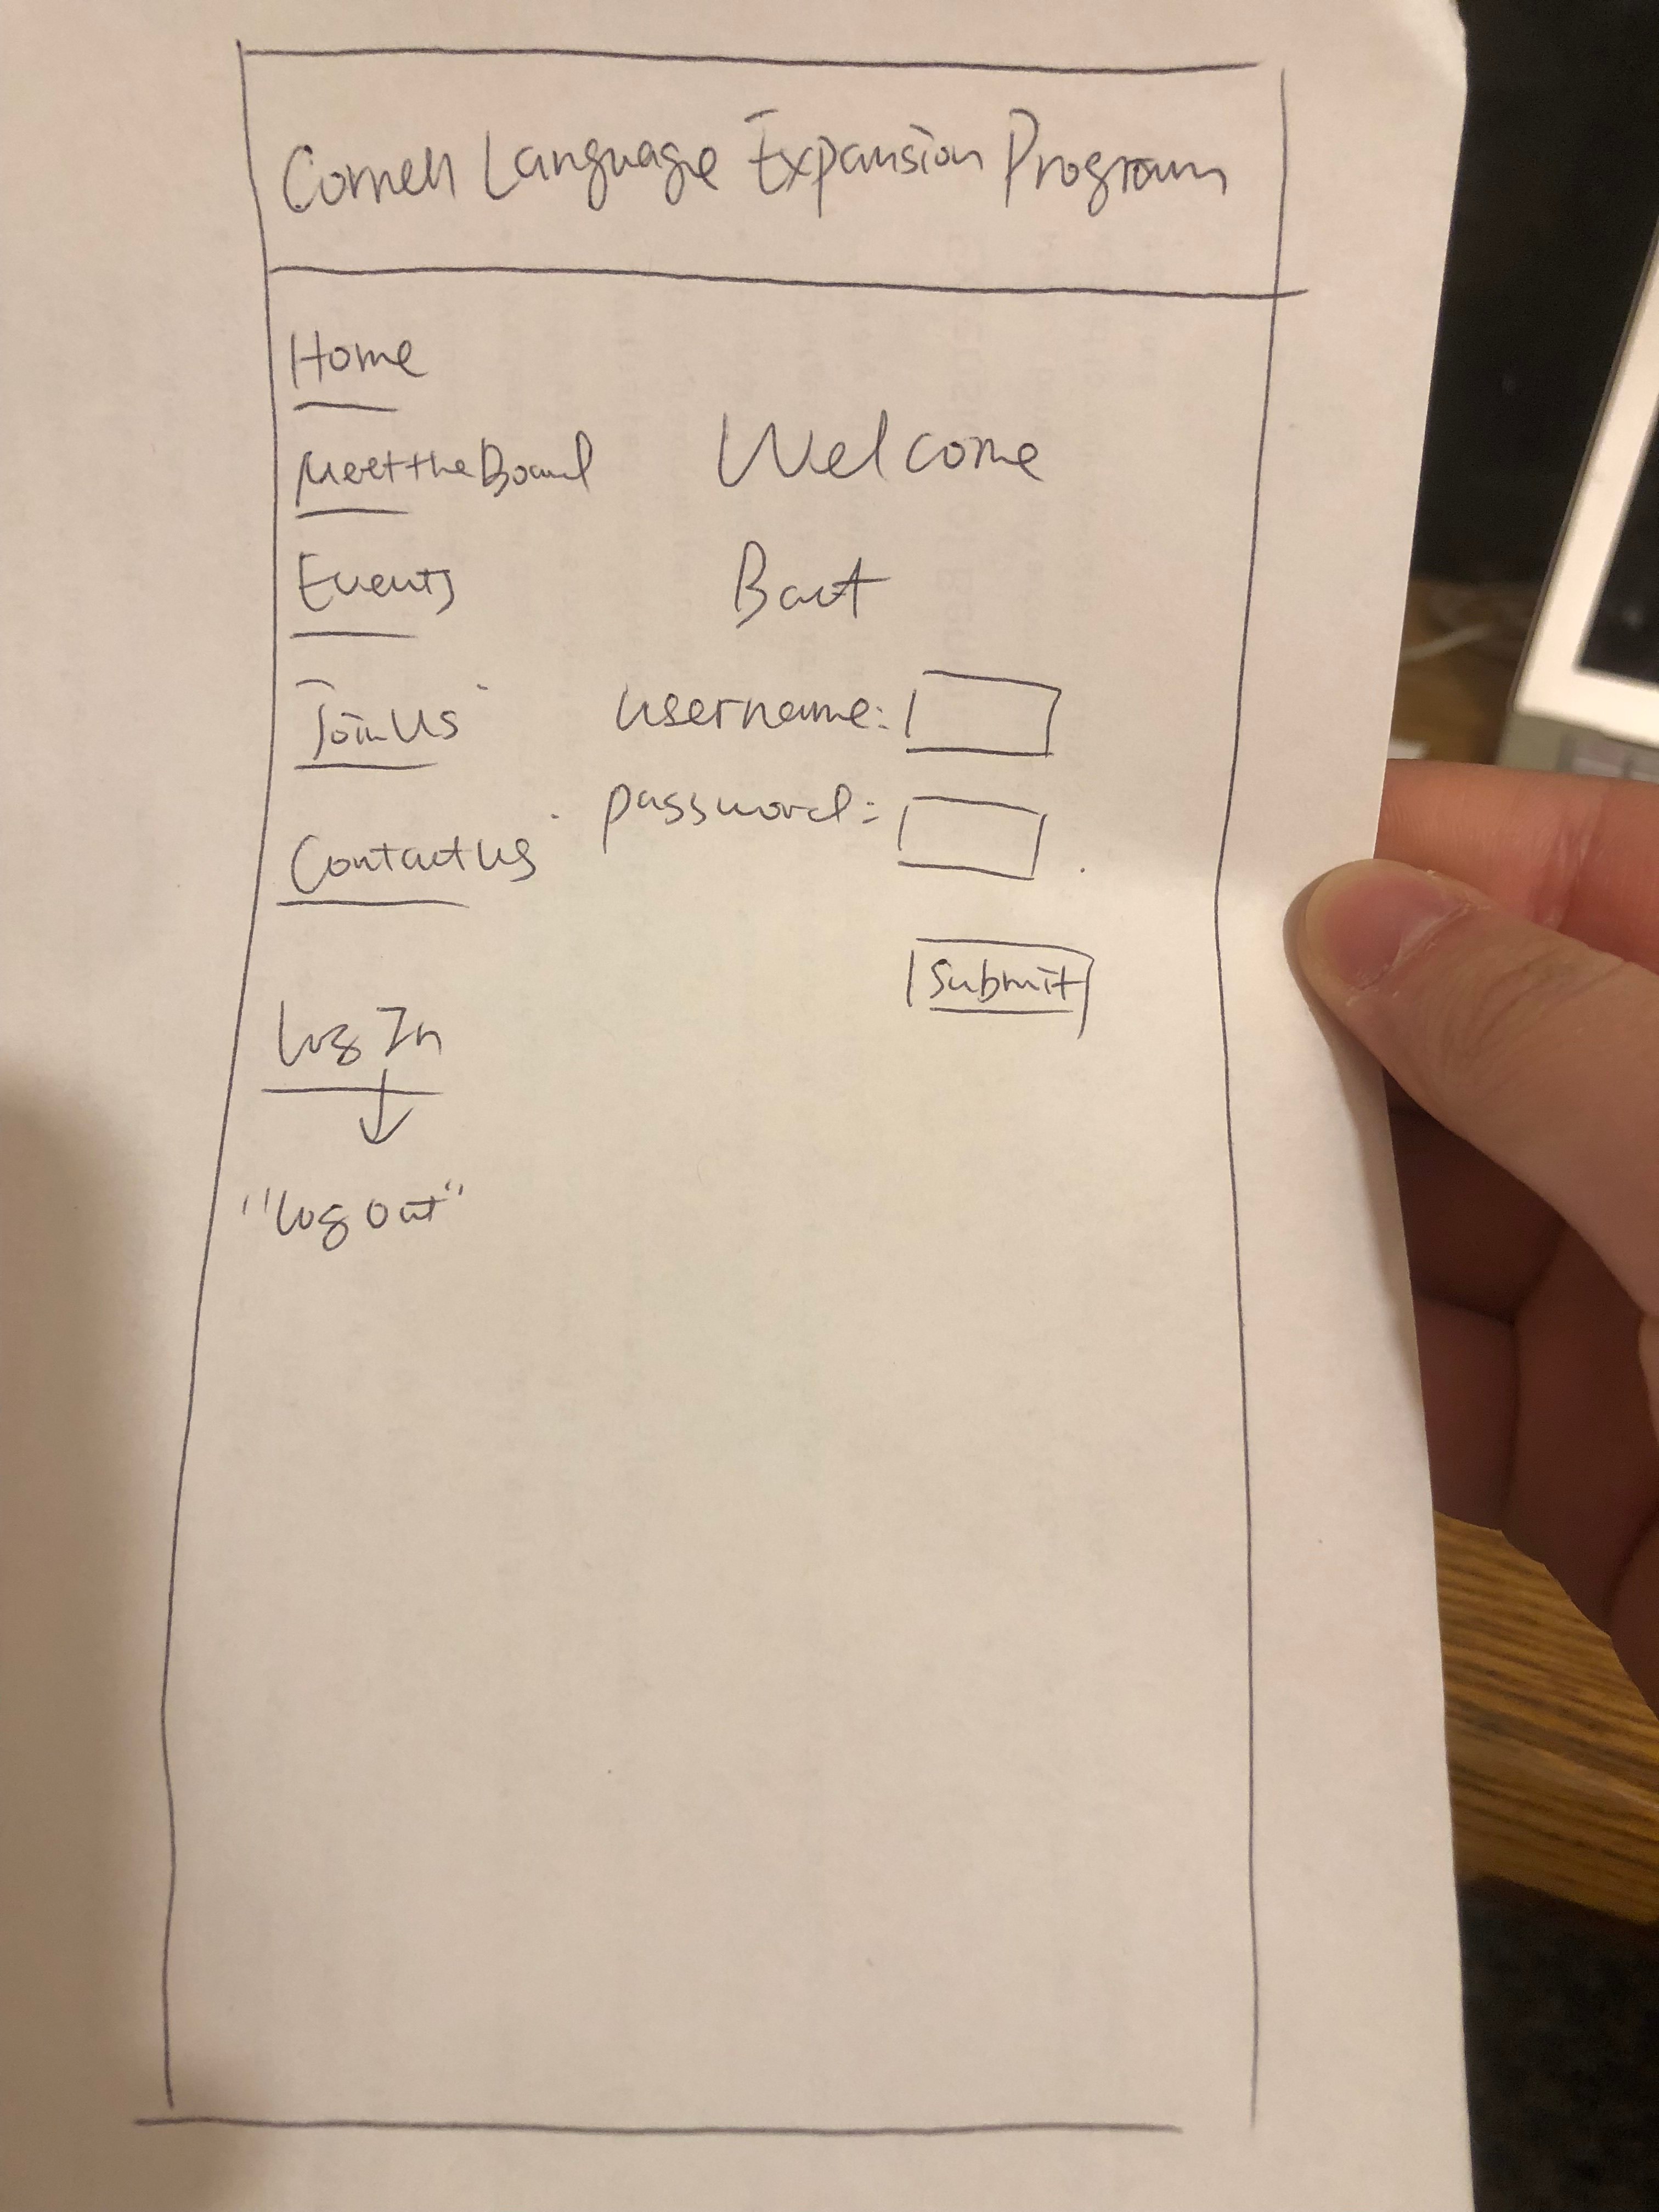 Cornell Language Expansion Program
Home
Meet the Board
Welcome
Events
Back
Join Us
username:
password:
Contact us
Submit
Log In
"Log out"